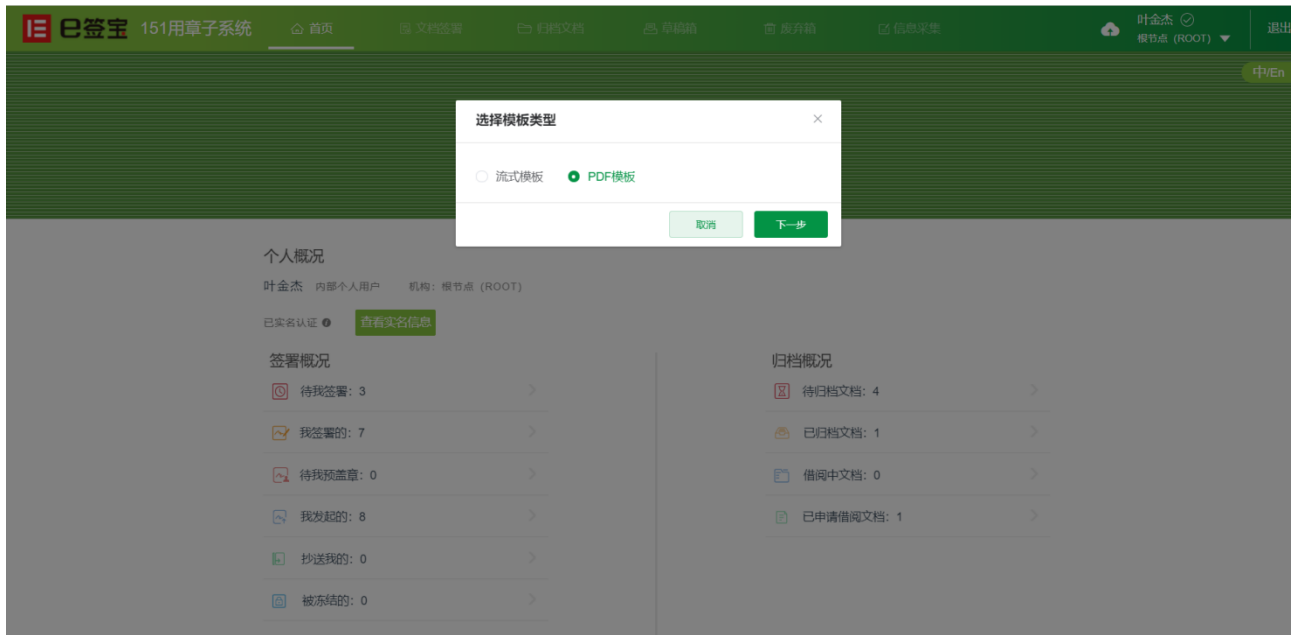 e签宝 151用章子系统 首页 文档签署 归档文档 草稿箱 废弃箱 信息采集 叶金杰 退出
根节点 (ROOT)
中/En
选择模板类型
流式模板 PDF模板
取消 下一步
个人概况
叶金杰 内部个人用户 机构：根节点 (ROOT)
已实名认证 查看实名信息
签署概况
待我签署：3
我签署的：7
待我预盖章：0
我发起的：8
抄送我的：0
被冻结的：0
归档概况
待归档文档：4
已归档文档：1
借阅中文档：0
已申请借阅文档：1